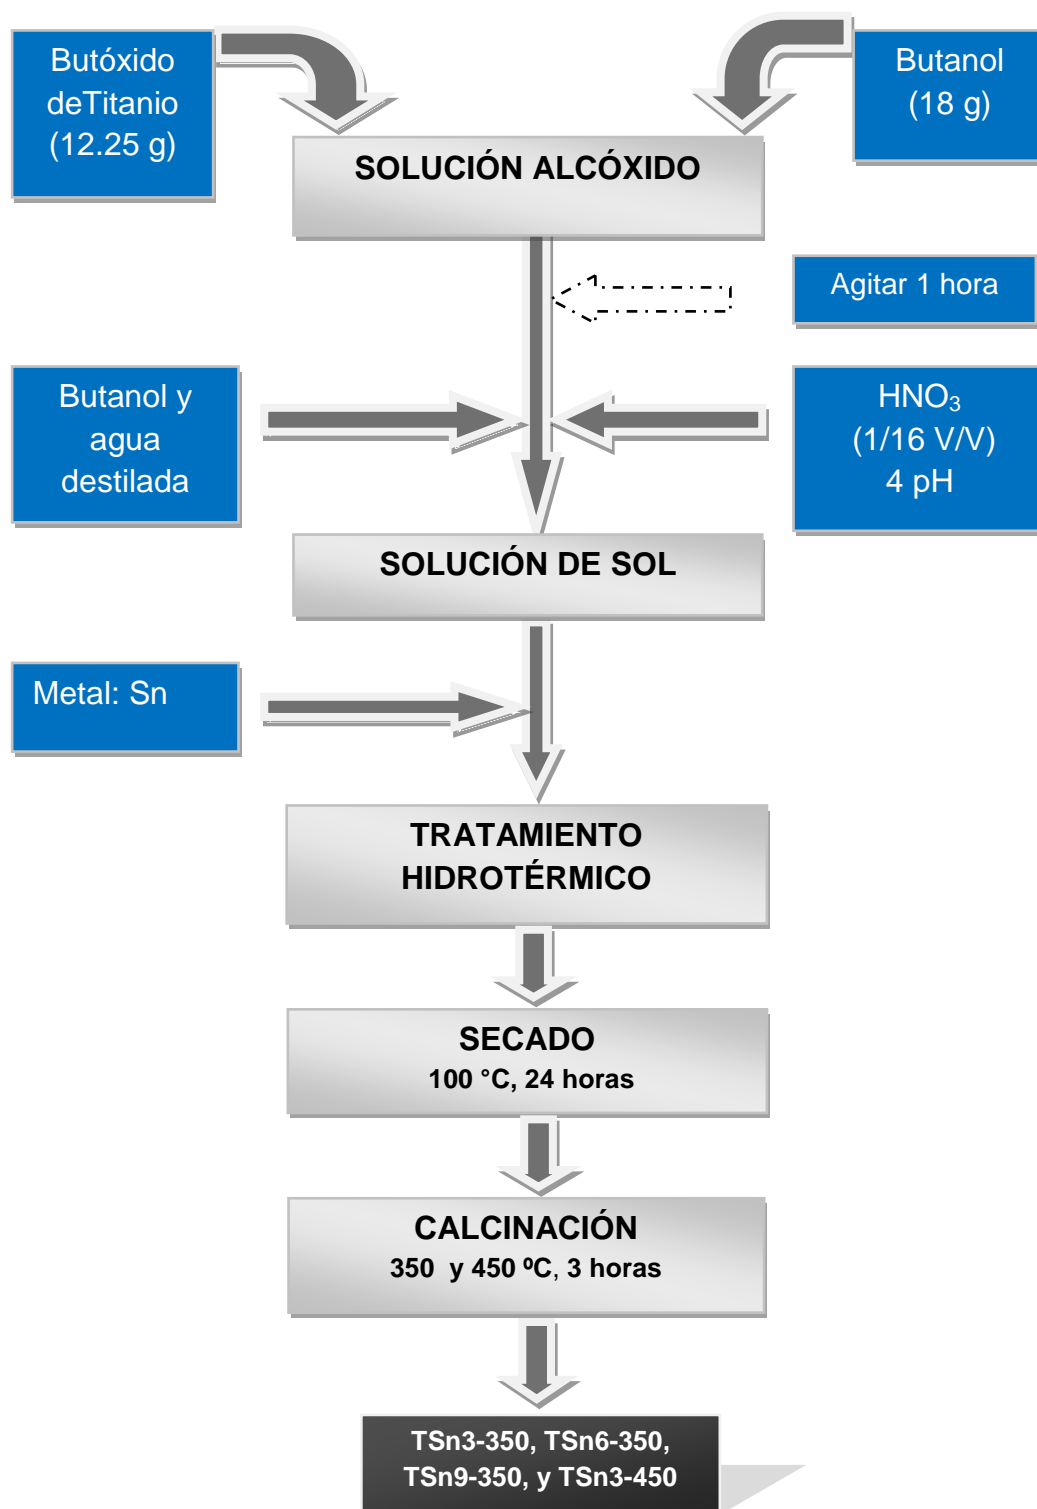 Butóxido
deTitanio
(12.25 g)
Butanol
(18 g)
SOLUCIÓN ALCÓXIDO
Agitar 1 hora
Butanol y
agua
destilada
HNO₃
(1/16 V/V)
4 pH
SOLUCIÓN DE SOL
Metal: Sn
TRATAMIENTO
HIDROTÉRMICO
SECADO
100 °C, 24 horas
CALCINACIÓN
350 y 450 ºC, 3 horas
TSn3-350, TSn6-350,
TSn9-350, y TSn3-450